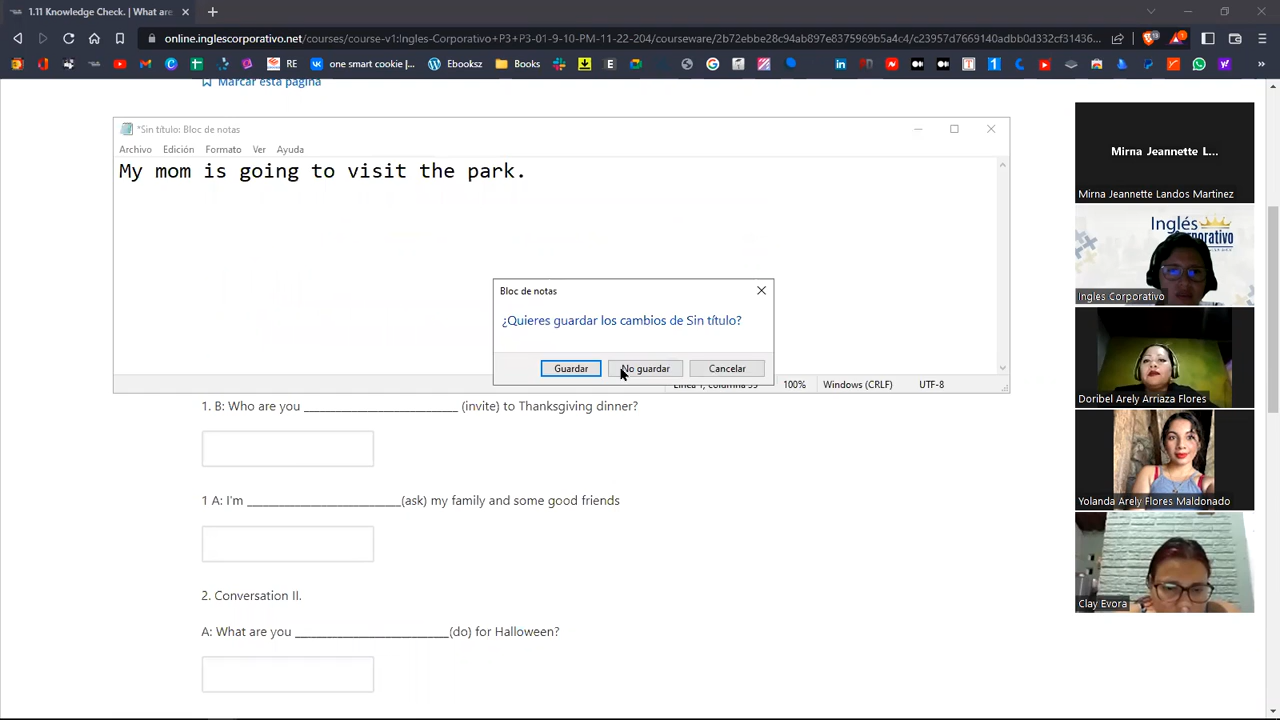 1.11 Knowledge Check. | What are
online.inglescorporativo.net/courses/course-v1:Ingles-Corporativo+P3+P3-01-9-10-PM-11-22-204/courseware/2b72ebbe28c94ab897e8375969b5a4c4/c23957d7669140adbb0d332cf31436...
RE
one smart cookie [...
Ebooksz
Books
Marcar esta página
*Sin título: Bloc de notas
Archivo Edición Formato Ver Ayuda
My mom is going to visit the park.
Bloc de notas
¿Quieres guardar los cambios de Sin título?
Guardar No guardar Cancelar
100% Windows (CRLF) UTF-8
1. B: Who are you ______________________ (invite) to Thanksgiving dinner?
1 A: I'm ______________________(ask) my family and some good friends
2. Conversation II.
A: What are you ______________________(do) for Halloween?
Mirna Jeannette L...
Mirna Jeannette Landos Martinez
Inglés
Ingles Corporativo
Doribel Arely Arriaza Flores
Yolanda Arely Flores Maldonado
Clay Evora